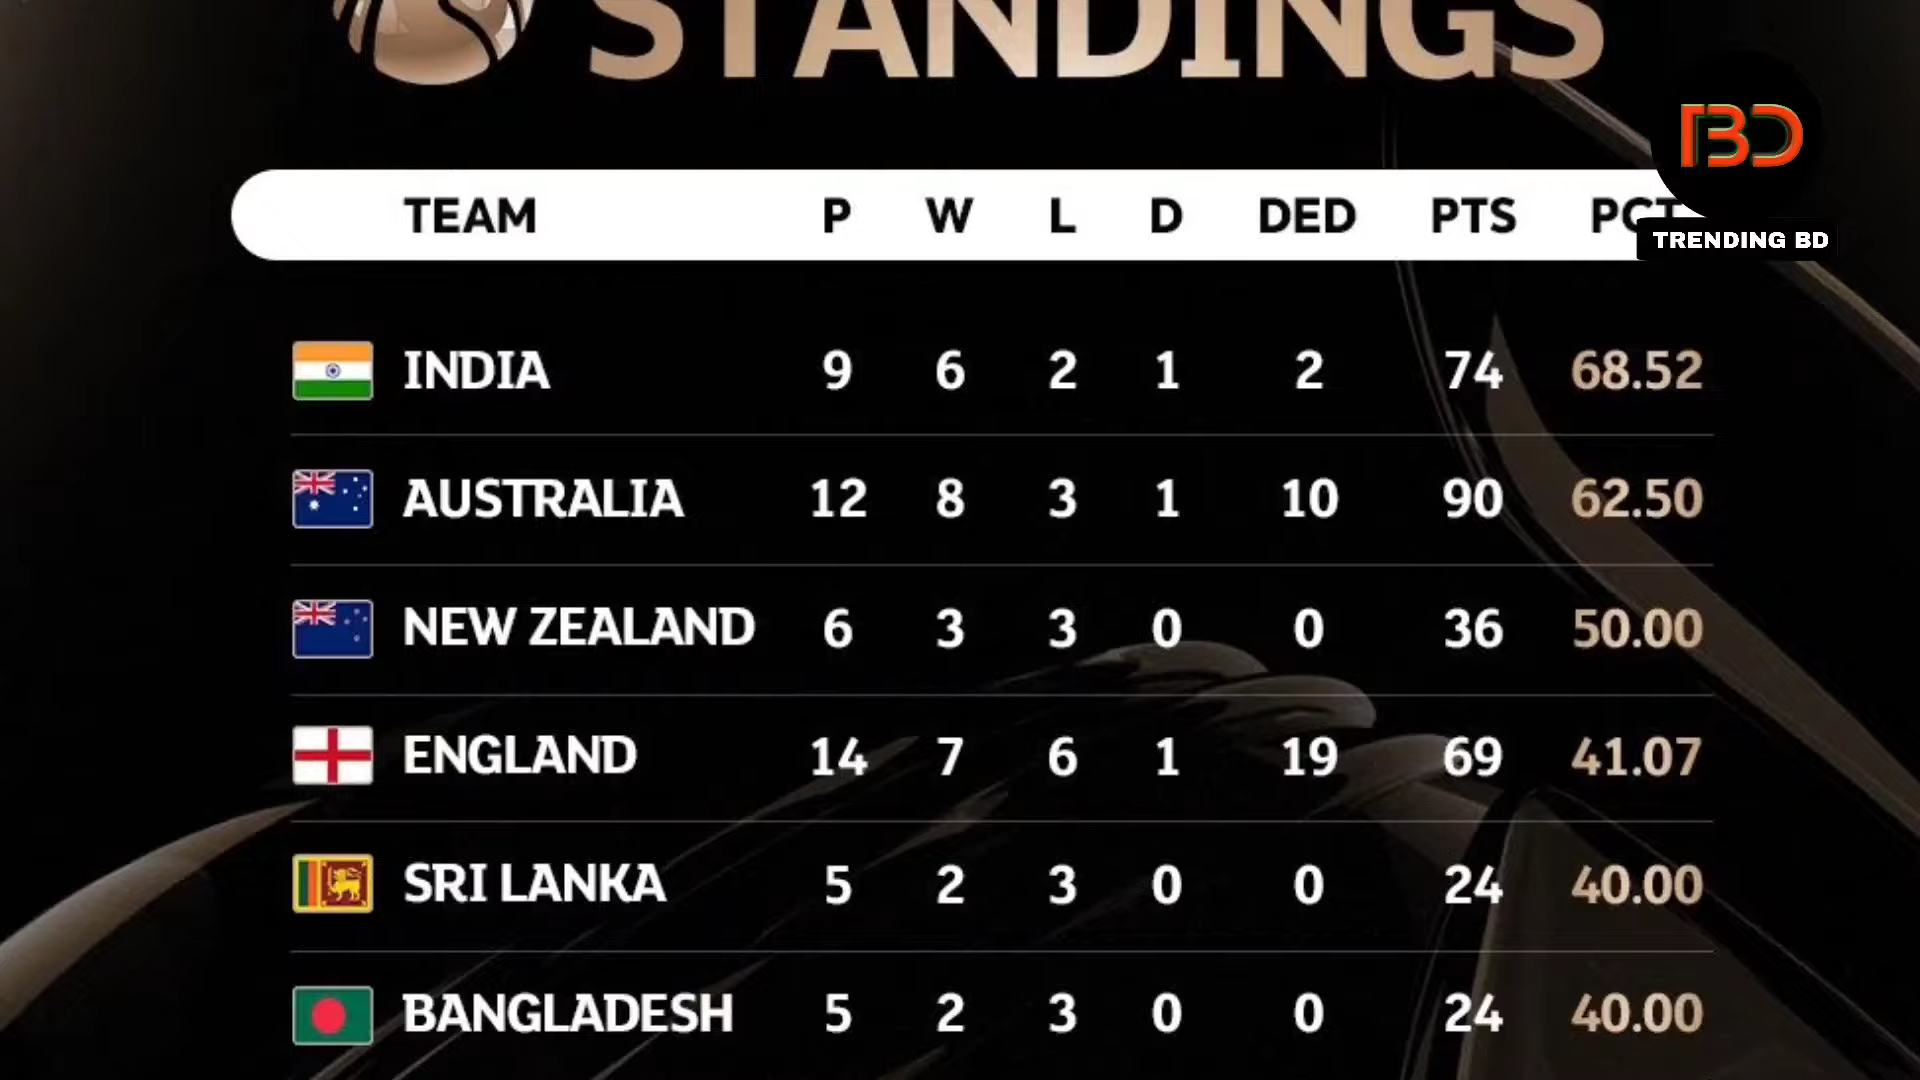 STANDINGS
BD
TEAM P W L D DED PTS PCT
TRENDING BD
INDIA 9 6 2 1 2 74 68.52
AUSTRALIA 12 8 3 1 10 90 62.50
NEW ZEALAND 6 3 3 0 0 36 50.00
ENGLAND 14 7 6 1 19 69 41.07
SRI LANKA 5 2 3 0 0 24 40.00
BANGLADESH 5 2 3 0 0 24 40.00